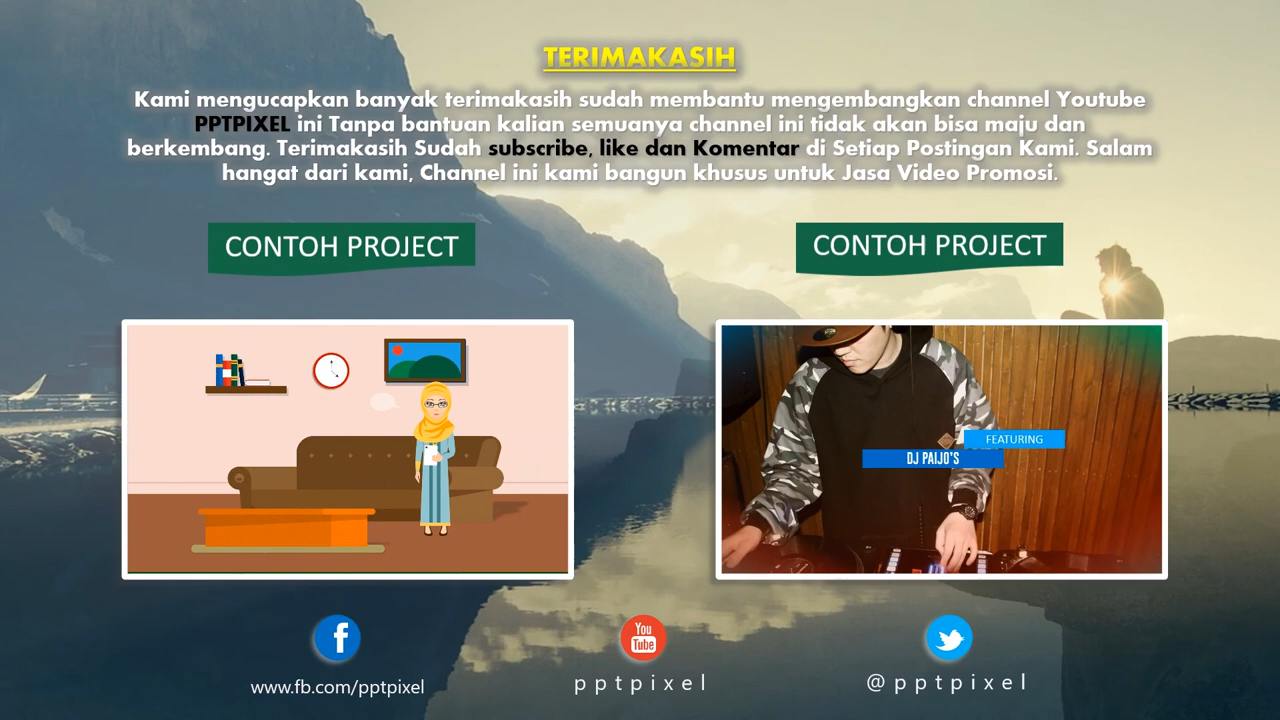 TERIMAKASIH
Kami mengucapkan banyak terimakasih sudah membantu mengembangkan channel Youtube
PPTPIXEL ini Tanpa bantuan kalian semuanya channel ini tidak akan bisa maju dan
berkembang. Terimakasih Sudah subscribe, like dan Komentar di Setiap Postingan Kami. Salam
hangat dari kami, Channel ini kami bangun khusus untuk Jasa Video Promosi.
CONTOH PROJECT
CONTOH PROJECT
FEATURING
DJ PAIJO'S
f
You
Tube
www.fb.com/pptpixel
pptpixel
@pptpixel